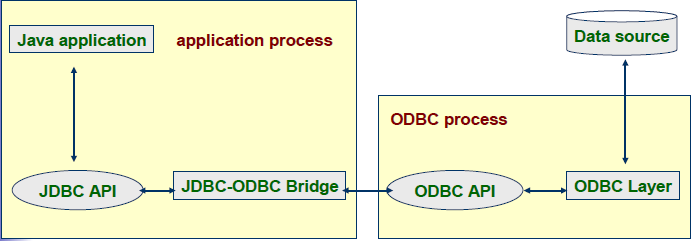 Java application
application process
Data source
ODBC process
JDBC API
JDBC-ODBC Bridge
ODBC API
ODBC Layer